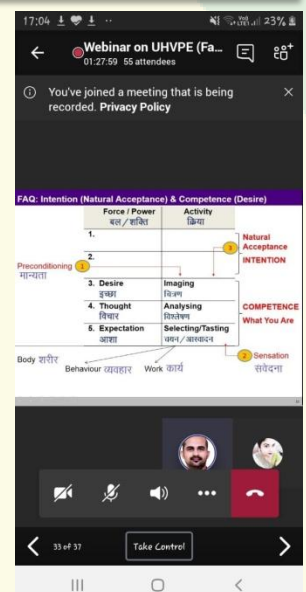 17:04
23%
Webinar on UHVPE (Fa...
01:27:59 55 attendees
You've joined a meeting that is being
recorded. Privacy Policy
FAQ: Intention (Natural Acceptance) & Competence (Desire)
Force / Power Activity
बल / शक्ति क्रिया
1.
Natural
3 Acceptance
2.
INTENTION
Preconditioning 1
मान्यता
3. Desire Imaging
इच्छा चित्रण
4. Thought Analysing COMPETENCE
विचार विश्लेषण What You Are
5. Expectation Selecting/Tasting
आशा चयन / आस्वादन
Body शरीर 2 Sensation
Behaviour व्यवहार Work कार्य संवेदना
33 of 37 Take Control